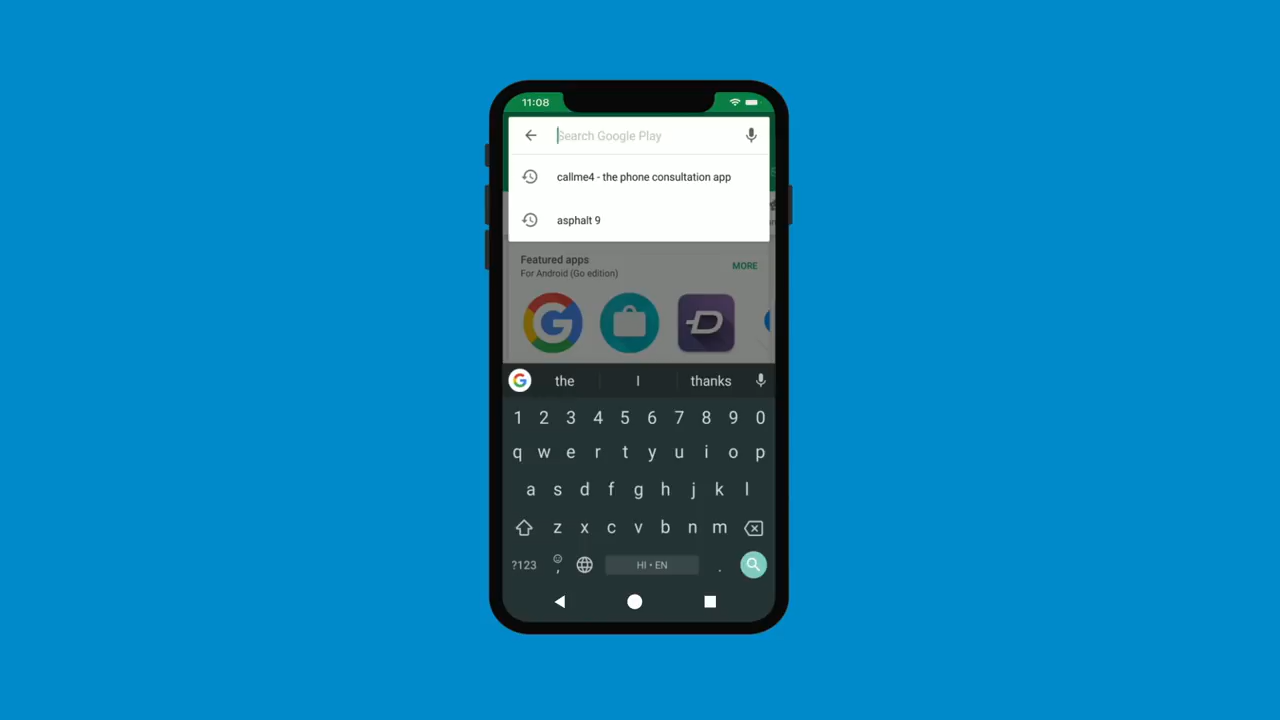 11:08
Search Google Play
callme4 - the phone consultation app
asphalt 9
Featured apps
For Android (Go edition)
MORE
the I thanks
1 2 3 4 5 6 7 8 9 0
q w e r t y u i o p
a s d f g h j k l
z x c v b n m
?123 , HI • EN .